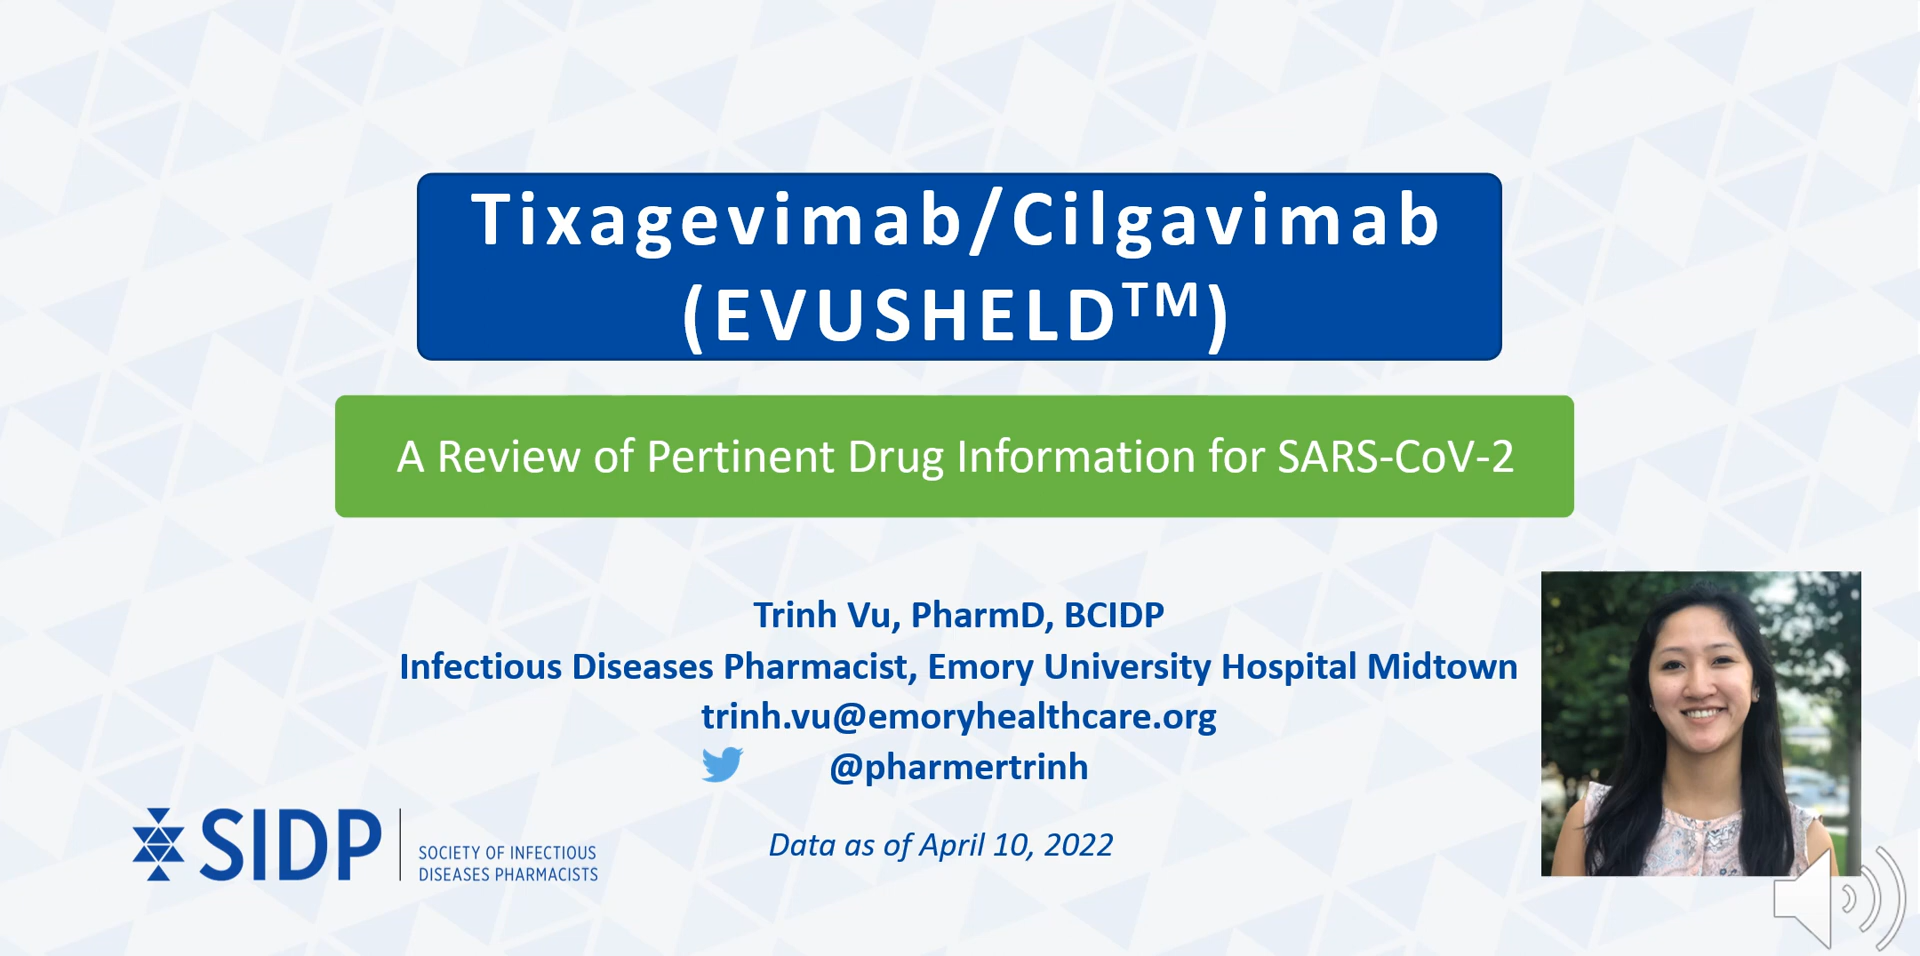 Tixagevimab/Cilgavimab
(EVUSHELD™)
A Review of Pertinent Drug Information for SARS-CoV-2
Trinh Vu, PharmD, BCIDP
Infectious Diseases Pharmacist, Emory University Hospital Midtown
trinh.vu@emoryhealthcare.org
@pharmertrinh
Data as of April 10, 2022
SIDP
SOCIETY OF INFECTIOUS
DISEASES PHARMACISTS